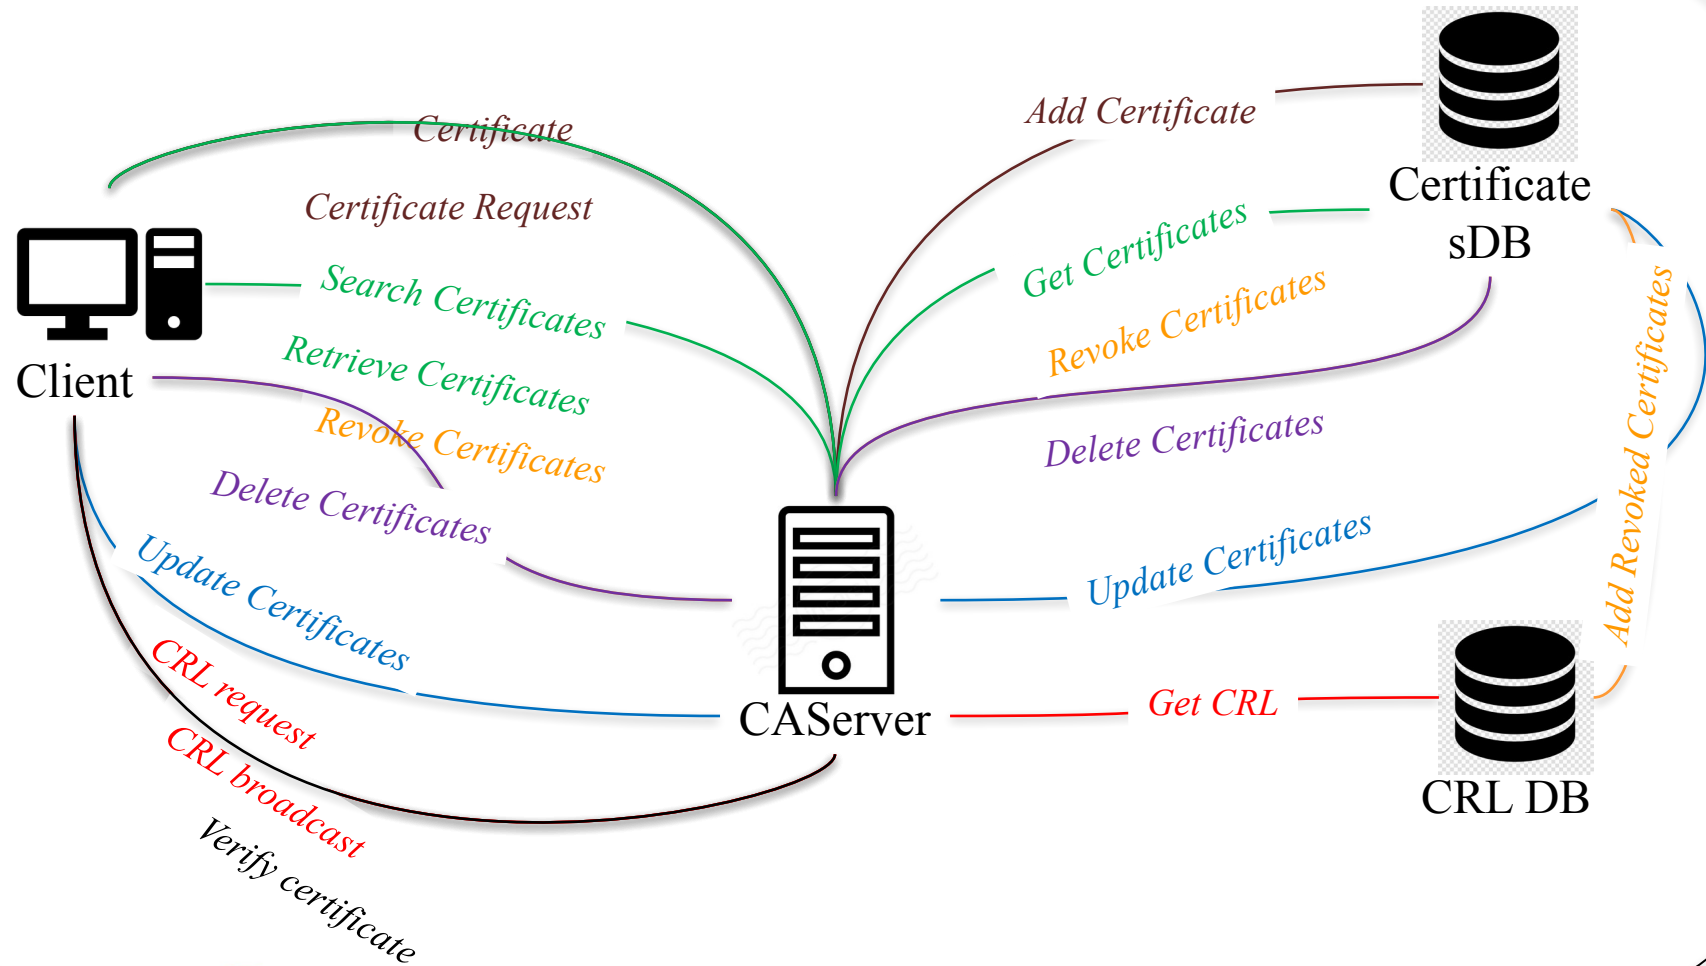 Certificate
Certificate Request
Search Certificates
Retrieve Certificates
Revoke Certificates
Delete Certificates
Update Certificates
CRL request
CRL broadcast
Verify certificate
Client
CAServer
Add Certificate
Get Certificates
Revoke Certificates
Delete Certificates
Update Certificates
Get CRL
Certificate
sDB
Add Revoked Certificates
CRL DB